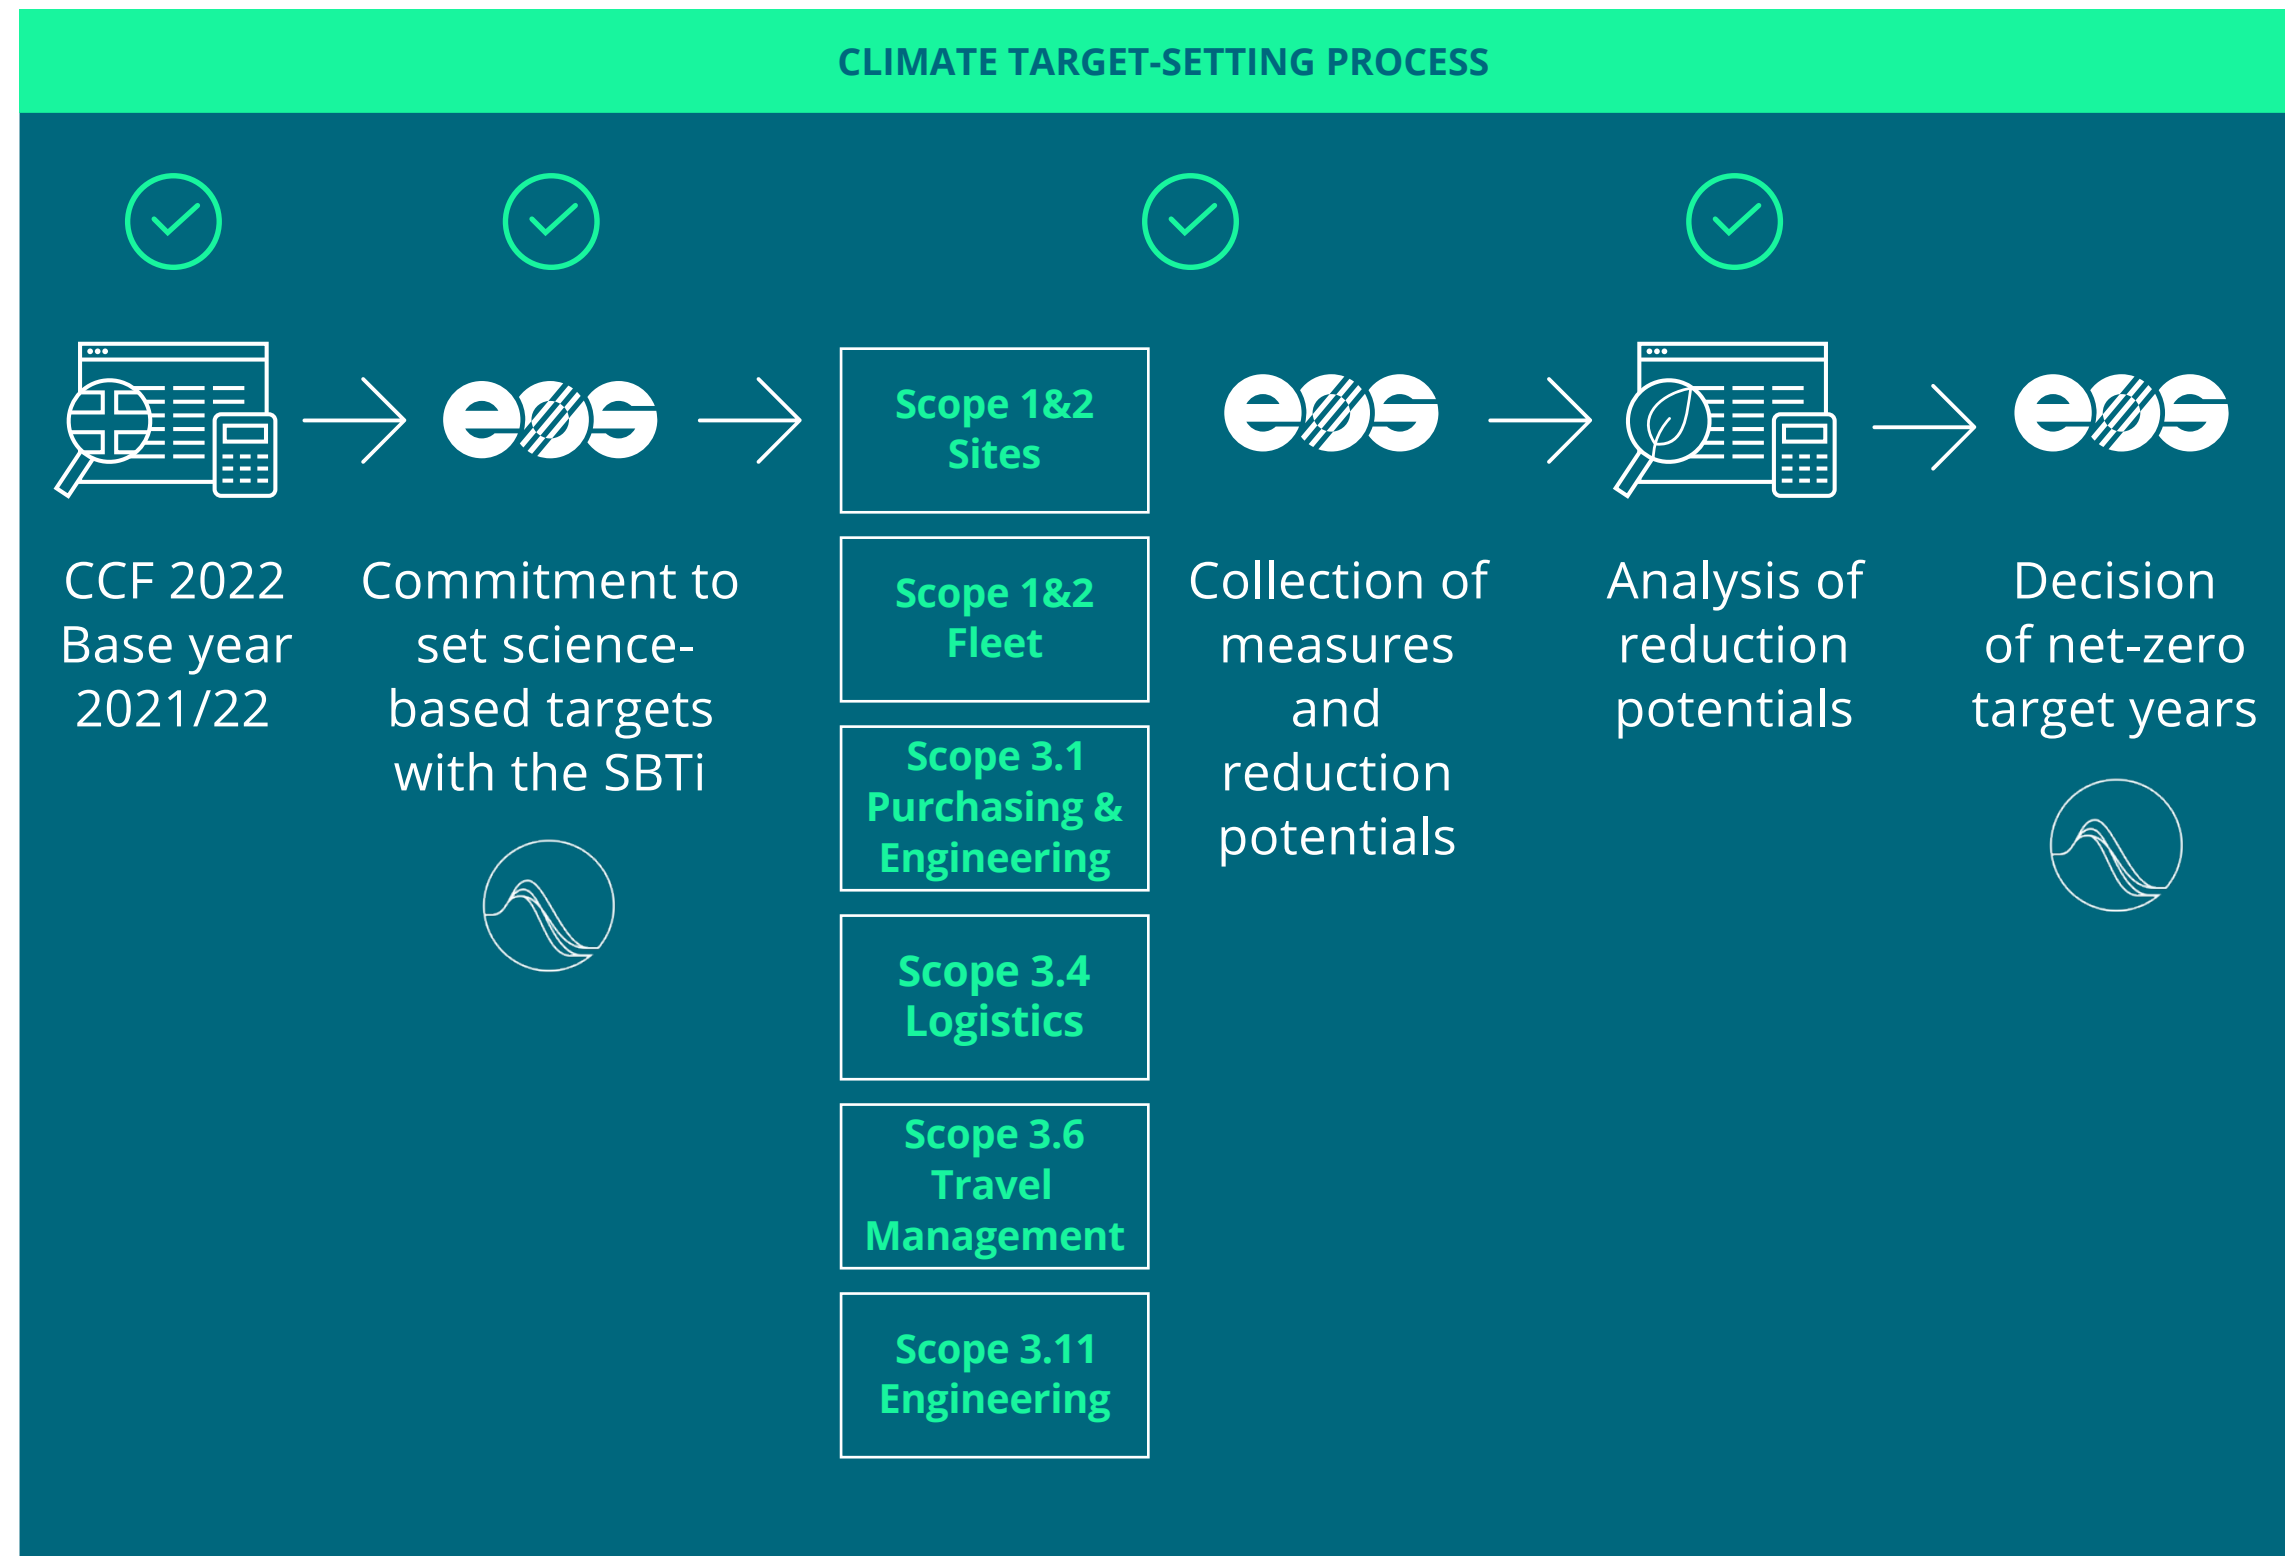 CLIMATE TARGET-SETTING PROCESS
CCF 2022
Base year
2021/22
eos
Commitment to
set science-
based targets
with the SBTi
Scope 1&2
Sites
Scope 1&2
Fleet
Scope 3.1
Purchasing &
Engineering
Scope 3.4
Logistics
Scope 3.6
Travel
Management
Scope 3.11
Engineering
eos
Collection of
measures
and
reduction
potentials
Analysis of
reduction
potentials
eos
Decision
of net-zero
target years